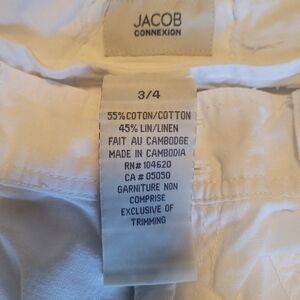 JACOB
CONNEXION
3/4
55% COTON/COTTON
45% LIN/LINEN
FAIT AU CAMBODGE
MADE IN CAMBODIA
RN# 104620
CA # 05050
GARNITURE NON
COMPRISE
EXCLUSIVE OF
TRIMMING